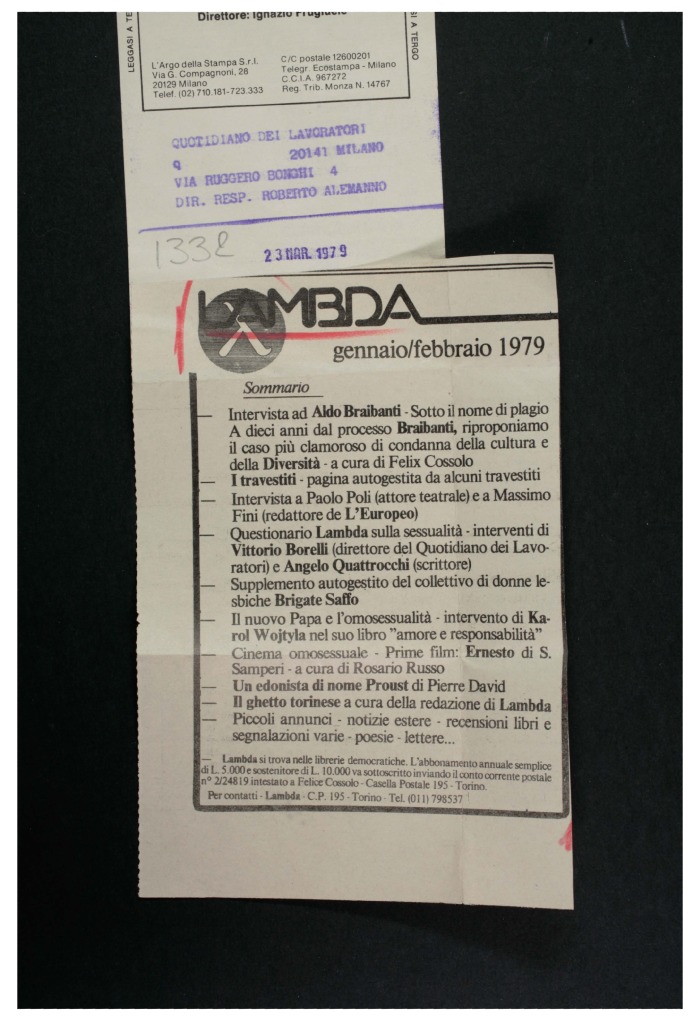 LEGGASI A TE
Direttore: Ignazio
SI A TERGO
L'Argo della Stampa S.r.l.
Via G. Compagnoni, 28
20129 Milano
Telef. (02) 710.181-723.333
C/C postale 12600201
Telegr. Ecostampa - Milano
C.C.I.A. 967272
Reg. Trib. Monza N. 14767
QUOTIDIANO DEI LAVORATORI
Q 20141 MILANO
VIA RUGGERO BONGHI 4
DIR. RESP. ROBERTO ALEMANNO
1332
23 MAR. 1979
LAMBDA
gennaio/febbraio 1979
Sommario
— Intervista ad Aldo Braibanti - Sotto il nome di plagio
A dieci anni dal processo Braibanti, riproponiamo
il caso più clamoroso di condanna della cultura e
della Diversità - a cura di Felix Cossolo
— I travestiti - pagina autogestita da alcuni travestiti
— Intervista a Paolo Poli (attore teatrale) e a Massimo
Fini (redattore de L'Europeo)
— Questionario Lambda sulla sessualità - interventi di
Vittorio Borelli (direttore del Quotidiano dei Lavo-
ratori) e Angelo Quattrocchi (scrittore)
— Supplemento autogestito del collettivo di donne le-
sbiche Brigate Saffo
— Il nuovo Papa e l'omosessualità - intervento di Ka-
rol Wojtyla nel suo libro "amore e responsabilità"
— Cinema omosessuale - Prime film: Ernesto di S.
Samperi - a cura di Rosario Russo
— Un edonista di nome Proust di Pierre David
— Il ghetto torinese a cura della redazione di Lambda
— Piccoli annunci - notizie estere - recensioni libri e
segnalazioni varie - poesie - lettere...
— Lambda si trova nelle librerie democratiche. L'abbonamento annuale semplice
di L. 5.000 e sostenitore di L. 10.000 va sottoscritto inviando il conto corrente postale
n° 2/24819 intestato a Felice Cossolo - Casella Postale 195 - Torino.
Per contatti - Lambda - C.P. 195 - Torino - Tel. (011) 798537